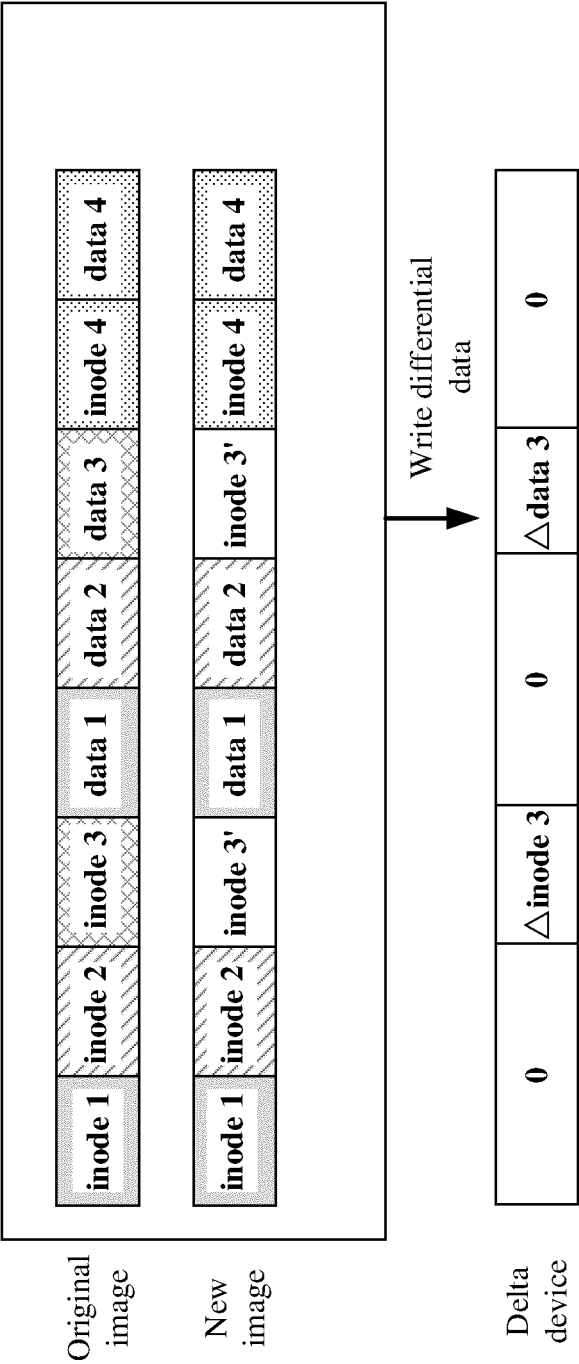 Original
image
inode 1
inode 2
inode 3
data 1
data 2
data 3
inode 4
data 4
New
image
inode 1
inode 2
inode 3'
data 1
data 2
inode 3'
inode 4
data 4
Write differential
data
Delta
device
0
△inode 3
0
△data 3
0